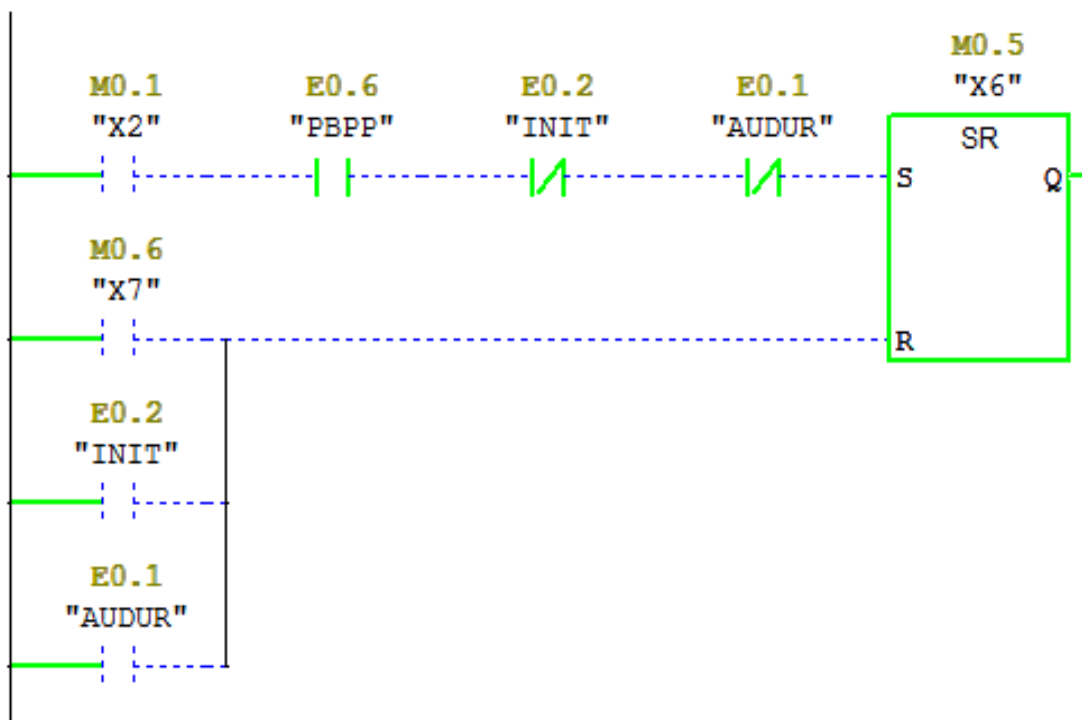 M0.5
M0.1 E0.6 E0.2 E0.1 "X6"
"X2" "PBPP" "INIT" "AUDUR" SR
S Q
M0.6
"X7"
R
E0.2
"INIT"
E0.1
"AUDUR"